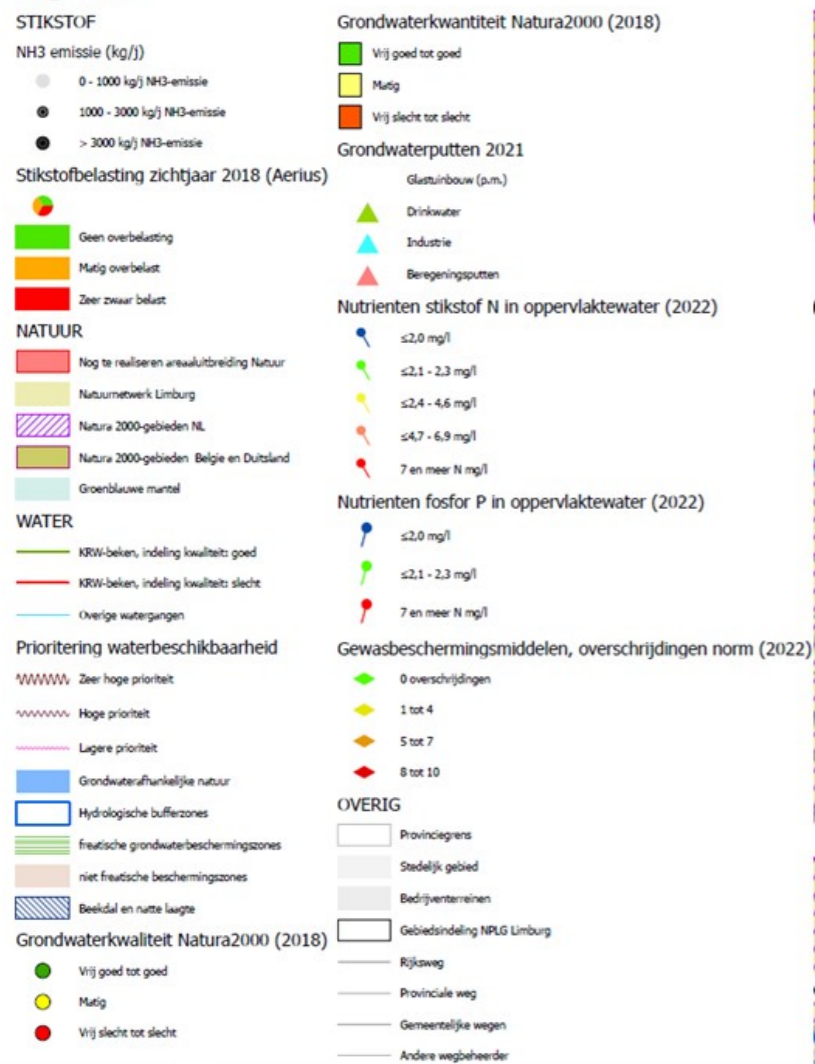 STIKSTOF
NH3 emissie (kg/j)
0 - 1000 kg/j NH3-emissie
1000 - 3000 kg/j NH3-emissie
> 3000 kg/j NH3-emissie
Stikstofbelasting zichtjaar 2018 (Aerius)
Geen overbelasting
Matig overbelast
Zeer zwaar belast
NATUUR
Nog te realiseren areaaluitbreiding Natuur
Natuurnetwerk Limburg
Natura 2000-gebieden NL
Natura 2000-gebieden Belgie en Duitsland
Groenblauwe mantel
WATER
KRW-beken, indeling kwaliteit: goed
KRW-beken, indeling kwaliteit: slecht
Overige watergangen
Prioritering waterbeschikbaarheid
Zeer hoge prioriteit
Hoge prioriteit
Lagere prioriteit
Grondwaterafhankelijke natuur
Hydrologische bufferzones
freatische grondwaterbeschermingszones
niet freatische beschermingszones
Beekdal en natte laagte
Grondwaterkwaliteit Natura2000 (2018)
Vrij goed tot goed
Matig
Vrij slecht tot slecht
Grondwaterkwantiteit Natura2000 (2018)
Vrij goed tot goed
Matig
Vrij slecht tot slecht
Grondwaterputten 2021
Glastuinbouw (p.m.)
Drinkwater
Industrie
Beregeningsputten
Nutrienten stikstof N in oppervlaktewater (2022)
≤2,0 mg/l
≤2,1 - 2,3 mg/l
≤2,4 - 4,6 mg/l
≤4,7 - 6,9 mg/l
7 en meer N mg/l
Nutrienten fosfor P in oppervlaktewater (2022)
≤2,0 mg/l
≤2,1 - 2,3 mg/l
7 en meer N mg/l
Gewasbeschermingsmiddelen, overschrijdingen norm (2022)
0 overschrijdingen
1 tot 4
5 tot 7
8 tot 10
OVERIG
Provinciegrens
Stedelijk gebied
Bedrijventerreinen
Gebiedsindeling NPLG Limburg
Rijksweg
Provinciale weg
Gemeentelijke wegen
Andere wegbeheerder